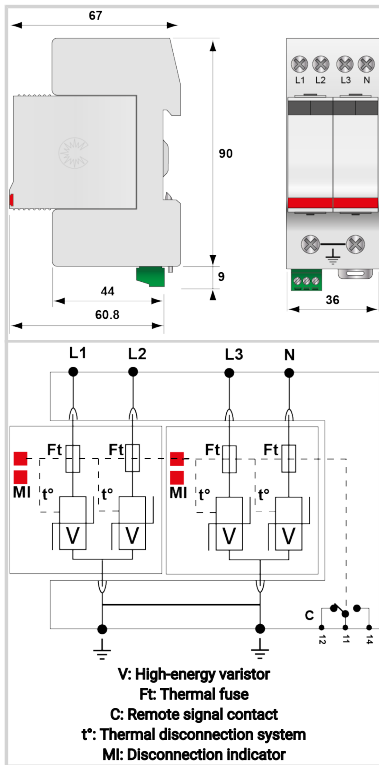 67
L1 L2 L3 N
90
9
44
36
60.8
L1 L2 L3 N
Ft Ft Ft Ft
MI t° t° MI t° t°
V V V V
C
12 11 14
V: High-energy varistor
Ft: Thermal fuse
C: Remote signal contact
t°: Thermal disconnection system
MI: Disconnection indicator